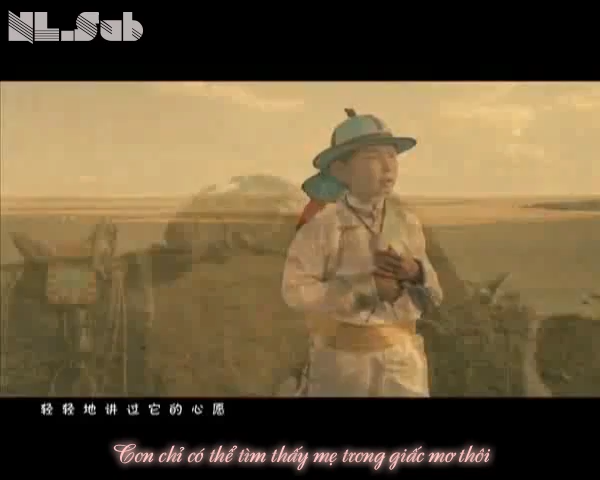 NL.Sab
轻轻地讲过它的心愿
Con chỉ có thể tìm thấy mẹ trong giấc mơ thôi